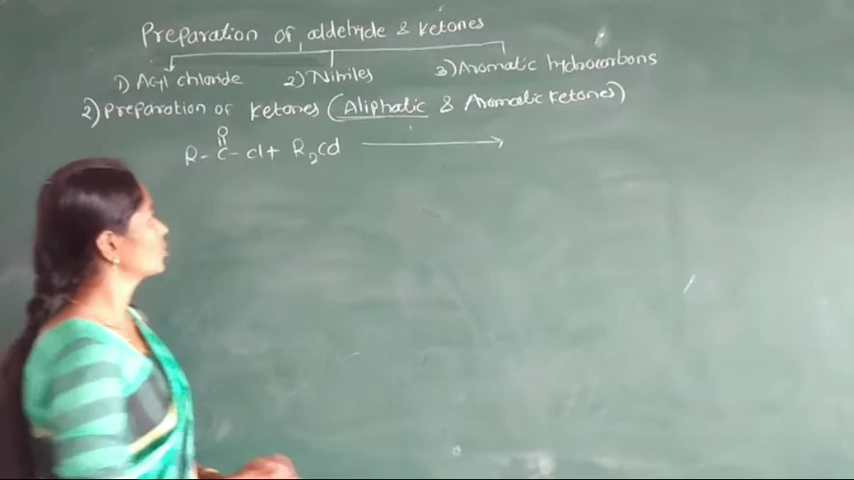 Preparation of aldehyde & ketones
1) Acyl chloride 2) Nitriles 3) Aromatic hydrocarbons
2) Preparation of ketones (Aliphatic & Aromatic ketones)
O
R-C-Cl + R₂Cd